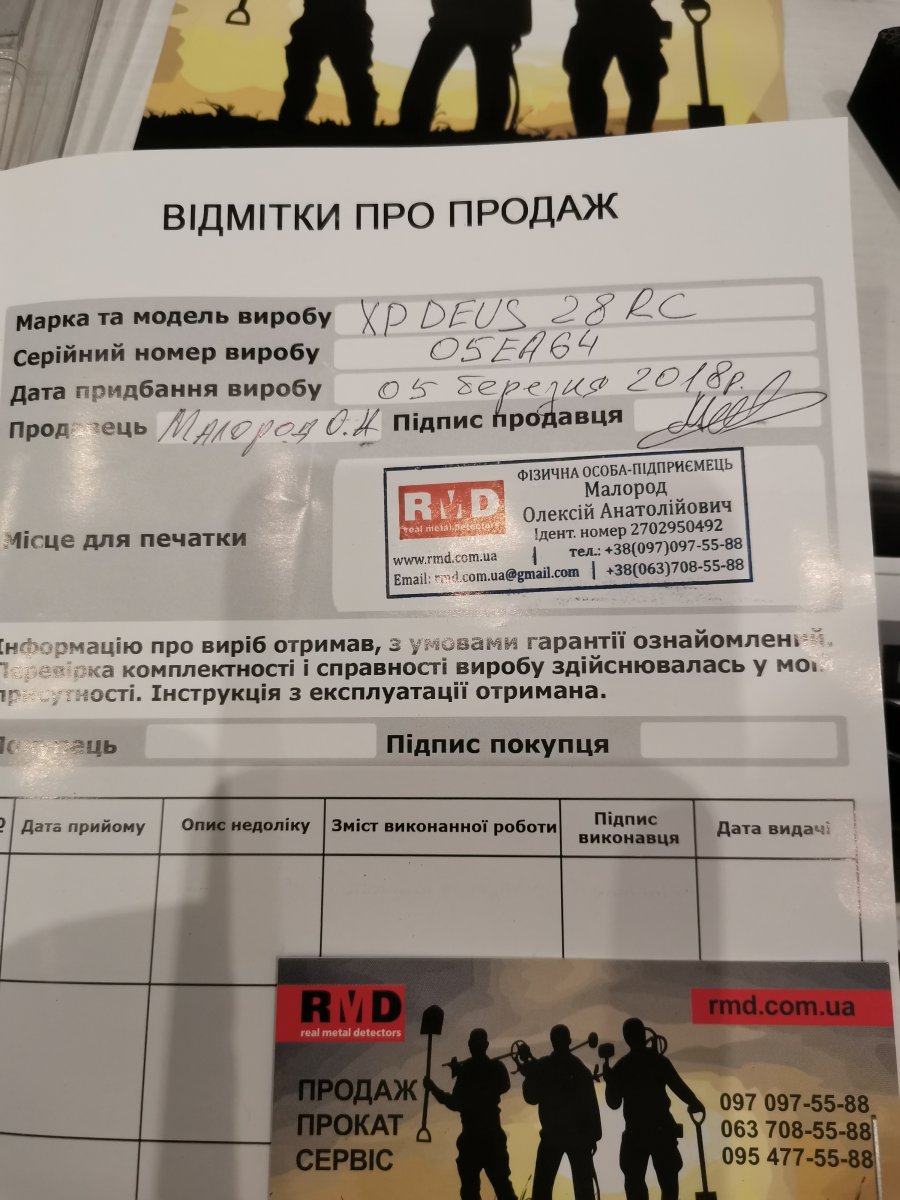 ВІДМІТКИ ПРО ПРОДАЖ
Марка та модель виробу XP DEUS 28 RC
Серійний номер виробу 05EA64
Дата придбання виробу 05 березня 2018р.
Продавець Малород О.А Підпис продавця
Місце для печатки
RMD
real metal detectors
ФІЗИЧНА ОСОБА-ПІДПРИЄМЕЦЬ
Малород
Олексій Анатолійович
Ідент. номер 2702950492
www.rmd.com.ua | тел.: +38(097)097-55-88
Email: rmd.com.ua@gmail.com | +38(063)708-55-88
Інформацію про виріб отримав, з умовами гарантії ознайомлений.
Перевірка комплектності і справності виробу здійснювалась у моїй
присутності. Інструкція з експлуатації отримана.
Покупець Підпис покупця
Дата прийому Опис недоліку Зміст виконанної роботи Підпис виконавця Дата видачі
RMD
real metal detectors
rmd.com.ua
ПРОДАЖ
ПРОКАТ
СЕРВІС
097 097-55-88
063 708-55-88
095 477-55-88